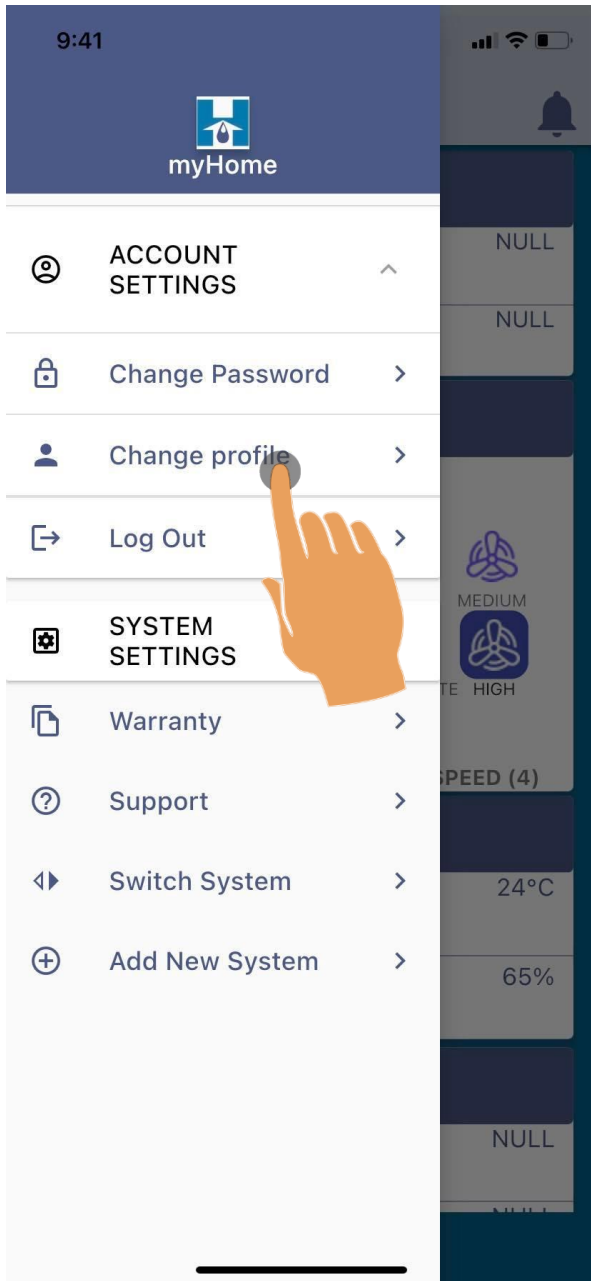 9:41
myHome
ACCOUNT
SETTINGS
NULL
NULL
Change Password
Change profile
Log Out
MEDIUM
SYSTEM
SETTINGS
TE HIGH
Warranty
SPEED (4)
Support
Switch System
24°C
Add New System
65%
NULL
NULL